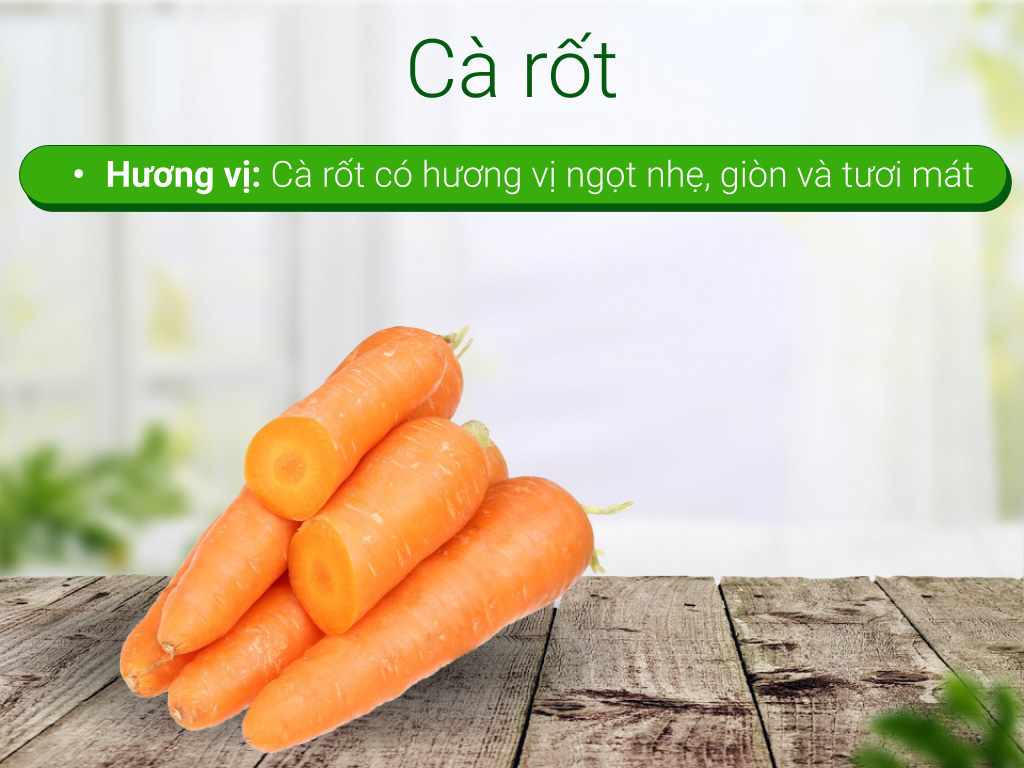 Cà rốt
• Hương vị: Cà rốt có hương vị ngọt nhẹ, giòn và tươi mát